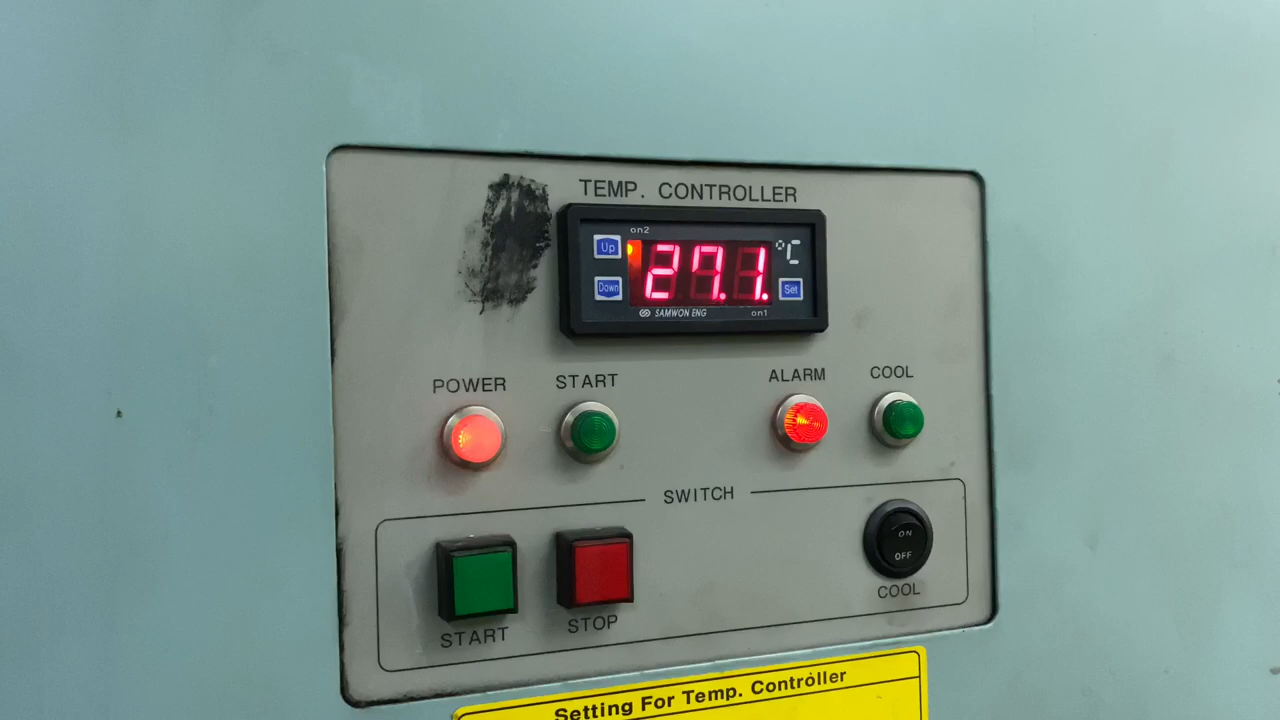 TEMP. CONTROLLER
on2
Up
27.1.
°C
Down
Set
SAMWON ENG
on1
POWER
START
ALARM
COOL
SWITCH
ON
OFF
START
STOP
COOL
Setting For Temp. Controller